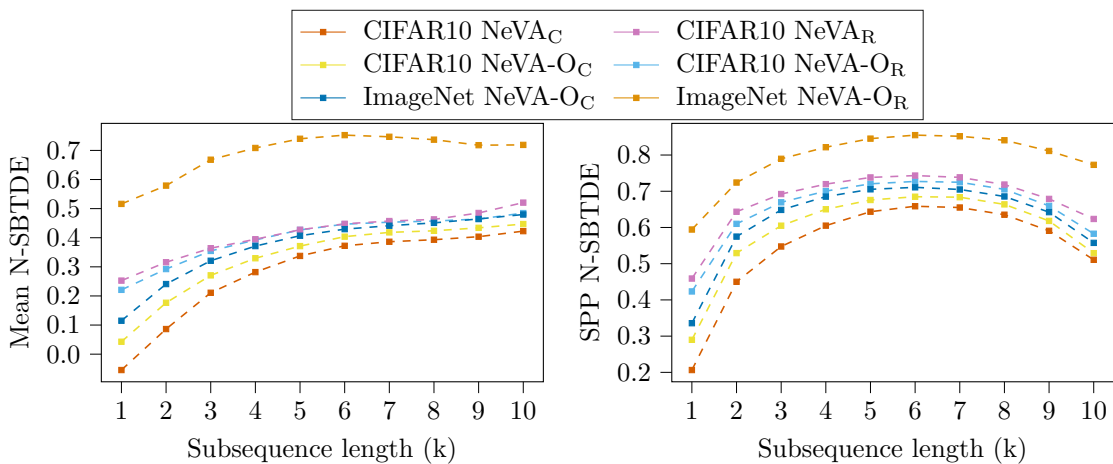 CIFAR10 NeVA_C CIFAR10 NeVA_R
CIFAR10 NeVA-O_C CIFAR10 NeVA-O_R
ImageNet NeVA-O_C ImageNet NeVA-O_R
Mean N-SBTDE
0.7
0.6
0.5
0.4
0.3
0.2
0.1
0.0
1 2 3 4 5 6 7 8 9 10
Subsequence length (k)
SPP N-SBTDE
0.8
0.7
0.6
0.5
0.4
0.3
0.2
1 2 3 4 5 6 7 8 9 10
Subsequence length (k)